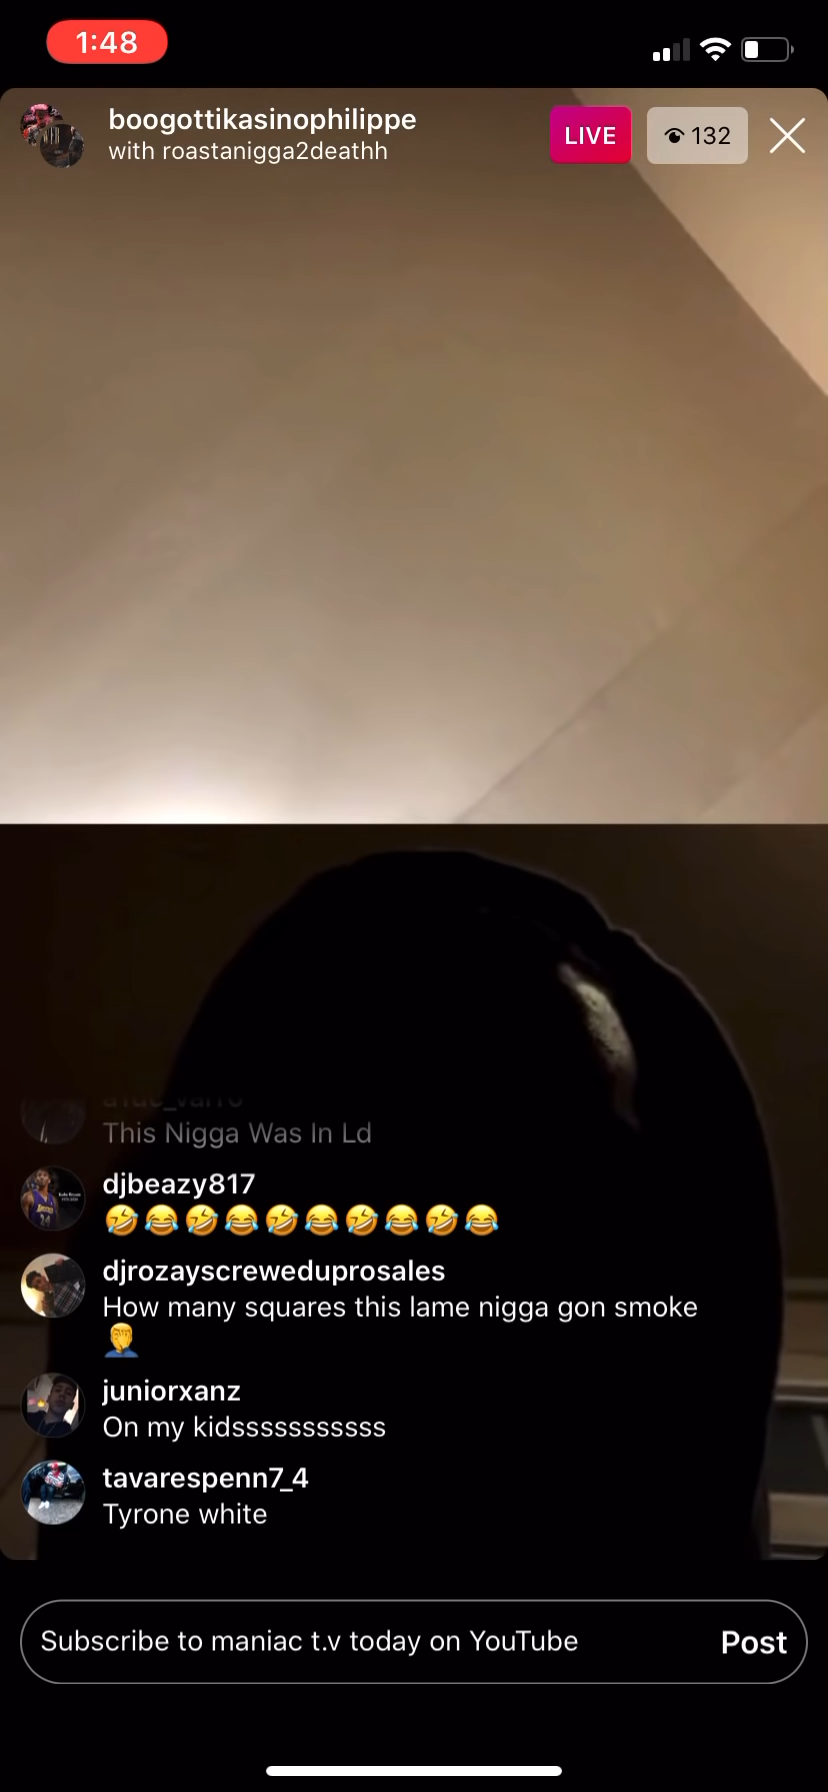 1:48
boogottikasinophilippe
with roastanigga2deathh
LIVE
132
This Nigga Was In Ld
djbeazy817
🤣😂🤣😂🤣😂🤣😂🤣😂
djrozayscreweduprosales
How many squares this lame nigga gon smoke
🤦‍♂️
juniorxanz
On my kidsssssssssss
tavarespenn7_4
Tyrone white
Subscribe to maniac t.v today on YouTube
Post